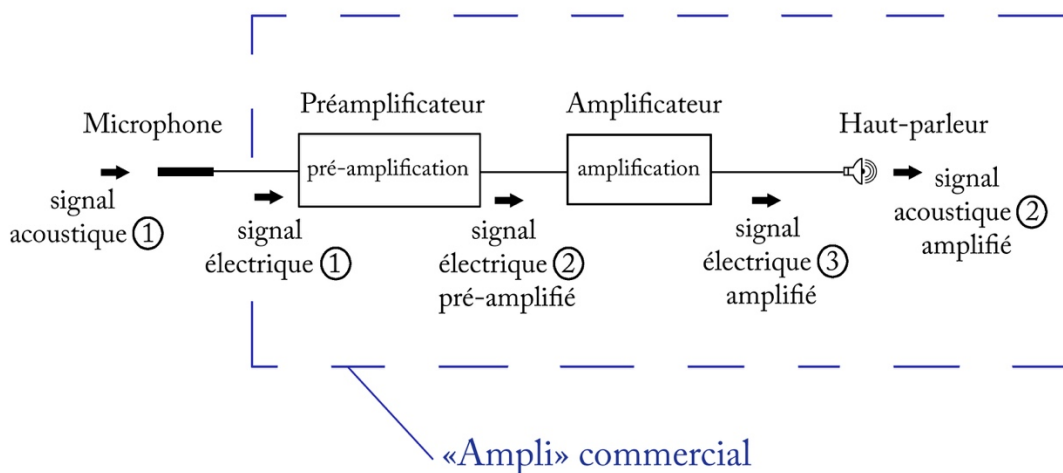 Microphone
Préamplificateur
Amplificateur
Haut-parleur
pré-amplification
amplification
signal
acoustique ①
signal
électrique ①
signal
électrique ②
pré-amplifié
signal
électrique ③
amplifié
signal
acoustique ②
amplifié
«Ampli» commercial